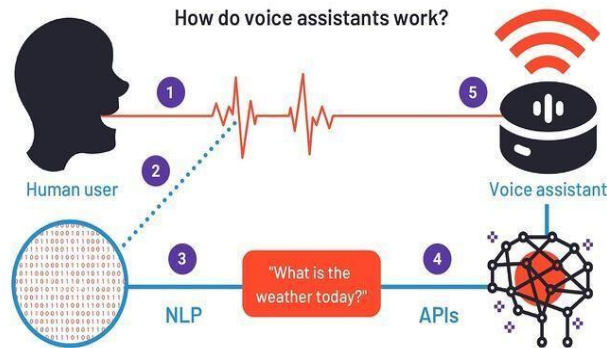 How do voice assistants work?
1
5
Human user
2
Voice assistant
3
4
NLP
"What is the
weather today?"
APIs